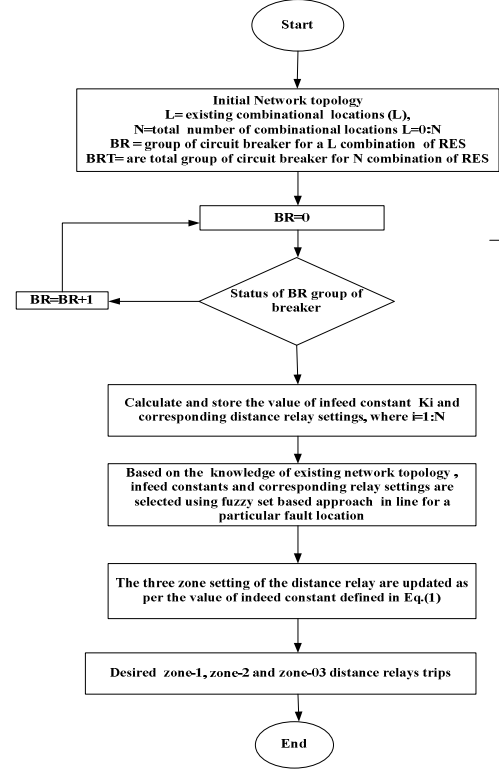 Start
Initial Network topology
L= existing combinational locations (L),
N=total number of combinational locations L=0:N
BR = group of circuit breaker for a L combination of RES
BRT= are total group of circuit breaker for N combination of RES
BR=0
Status of BR group of
breaker
BR=BR+1
Calculate and store the value of infeed constant Ki and
corresponding distance relay settings, where i=1:N
Based on the knowledge of existing network topology ,
infeed constants and corresponding relay settings are
selected using fuzzy set based approach in line for a
particular fault location
The three zone setting of the distance relay are updated as
per the value of indeed constant defined in Eq.(1)
Desired zone-1, zone-2 and zone-03 distance relays trips
End